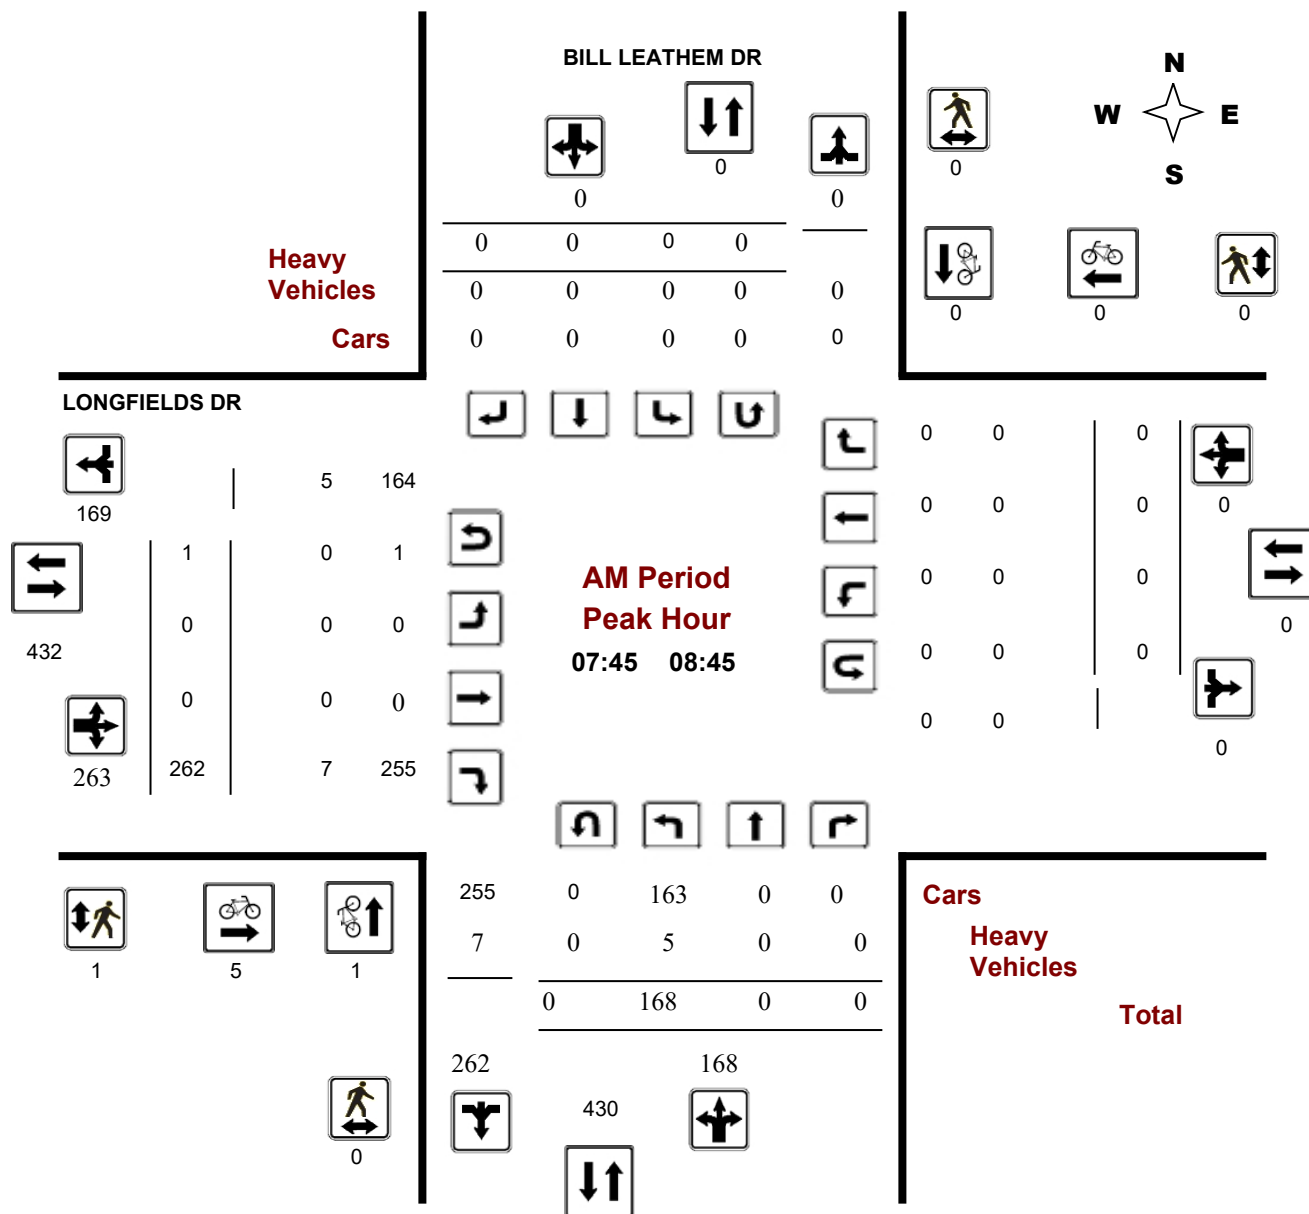 BILL LEATHEM DR
N
W E
S
0
0
0 0
0 0 0 0
Heavy
Vehicles
0 0 0 0 0
Cars
0 0 0 0 0
0
0 0 0
LONGFIELDS DR
169
5 164
1 0 1
432
0 0 0
0 0 0
263
262 7 255
AM Period
Peak Hour
07:45 08:45
0 0 0
0
0 0 0
0 0 0
0
0 0 0
0 0
0
255 0 163 0 0
7 0 5 0 0
0 168 0 0
Cars
Heavy
Vehicles
Total
1 5 1
0
262 168
430